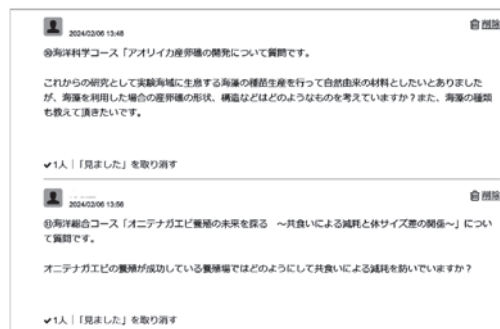 2024/02/06 13:48
削除
⑩海洋科学コース「アオリイカ産卵礁の開発について質問です。
これからの研究として実験海域に生息する海藻の種苗生産を行って自然由来の材料としたいとありました
が、海藻を利用した場合の産卵礁の形状、構造などはどのようなものを考えていますか？また、海藻の種類
も教えて頂きたいです。
✔1人｜「見ました」を取り消す
2024/02/06 13:56
削除
⑪海洋総合コース「オニテナガエビ養殖の未来を探る　～共食いによる減耗と体サイズ差の関係～」につい
て質問です。
オニテナガエビの養殖が成功している養殖場ではどのようにして共食いによる減耗を防いでいますか？
✔1人｜「見ました」を取り消す